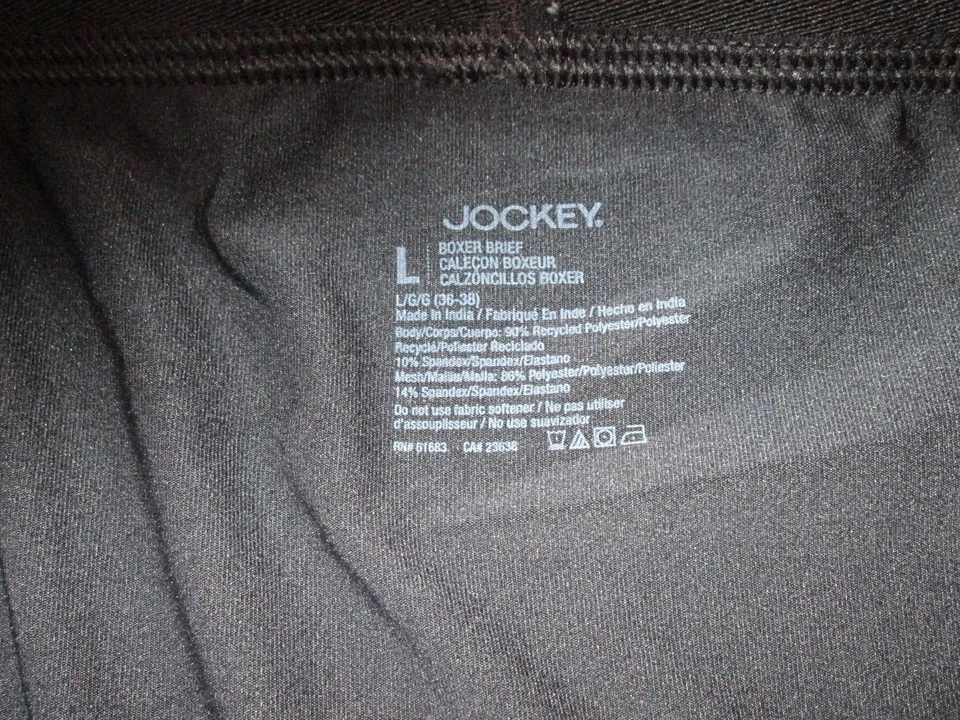 JOCKEY.
L
BOXER BRIEF
CALEÇON BOXEUR
CALZONCILLOS BOXER
L/G/G (36-38)
Made in India / Fabriqué En Inde / Hecho en India
Body/Corps/Cuerpo: 90% Recycled Polyester/Polyester
Recyclé/Poliester Reciclado
10% Spandex/Spandex/Elastano
Mesh/Maille/Malla: 86% Polyester/Polyester/Poliester
14% Spandex/Spandex/Elastano
Do not use fabric softener / Ne pas utiliser
d'assouplisseur / No use suavizador
RN# 61683 CA# 23638